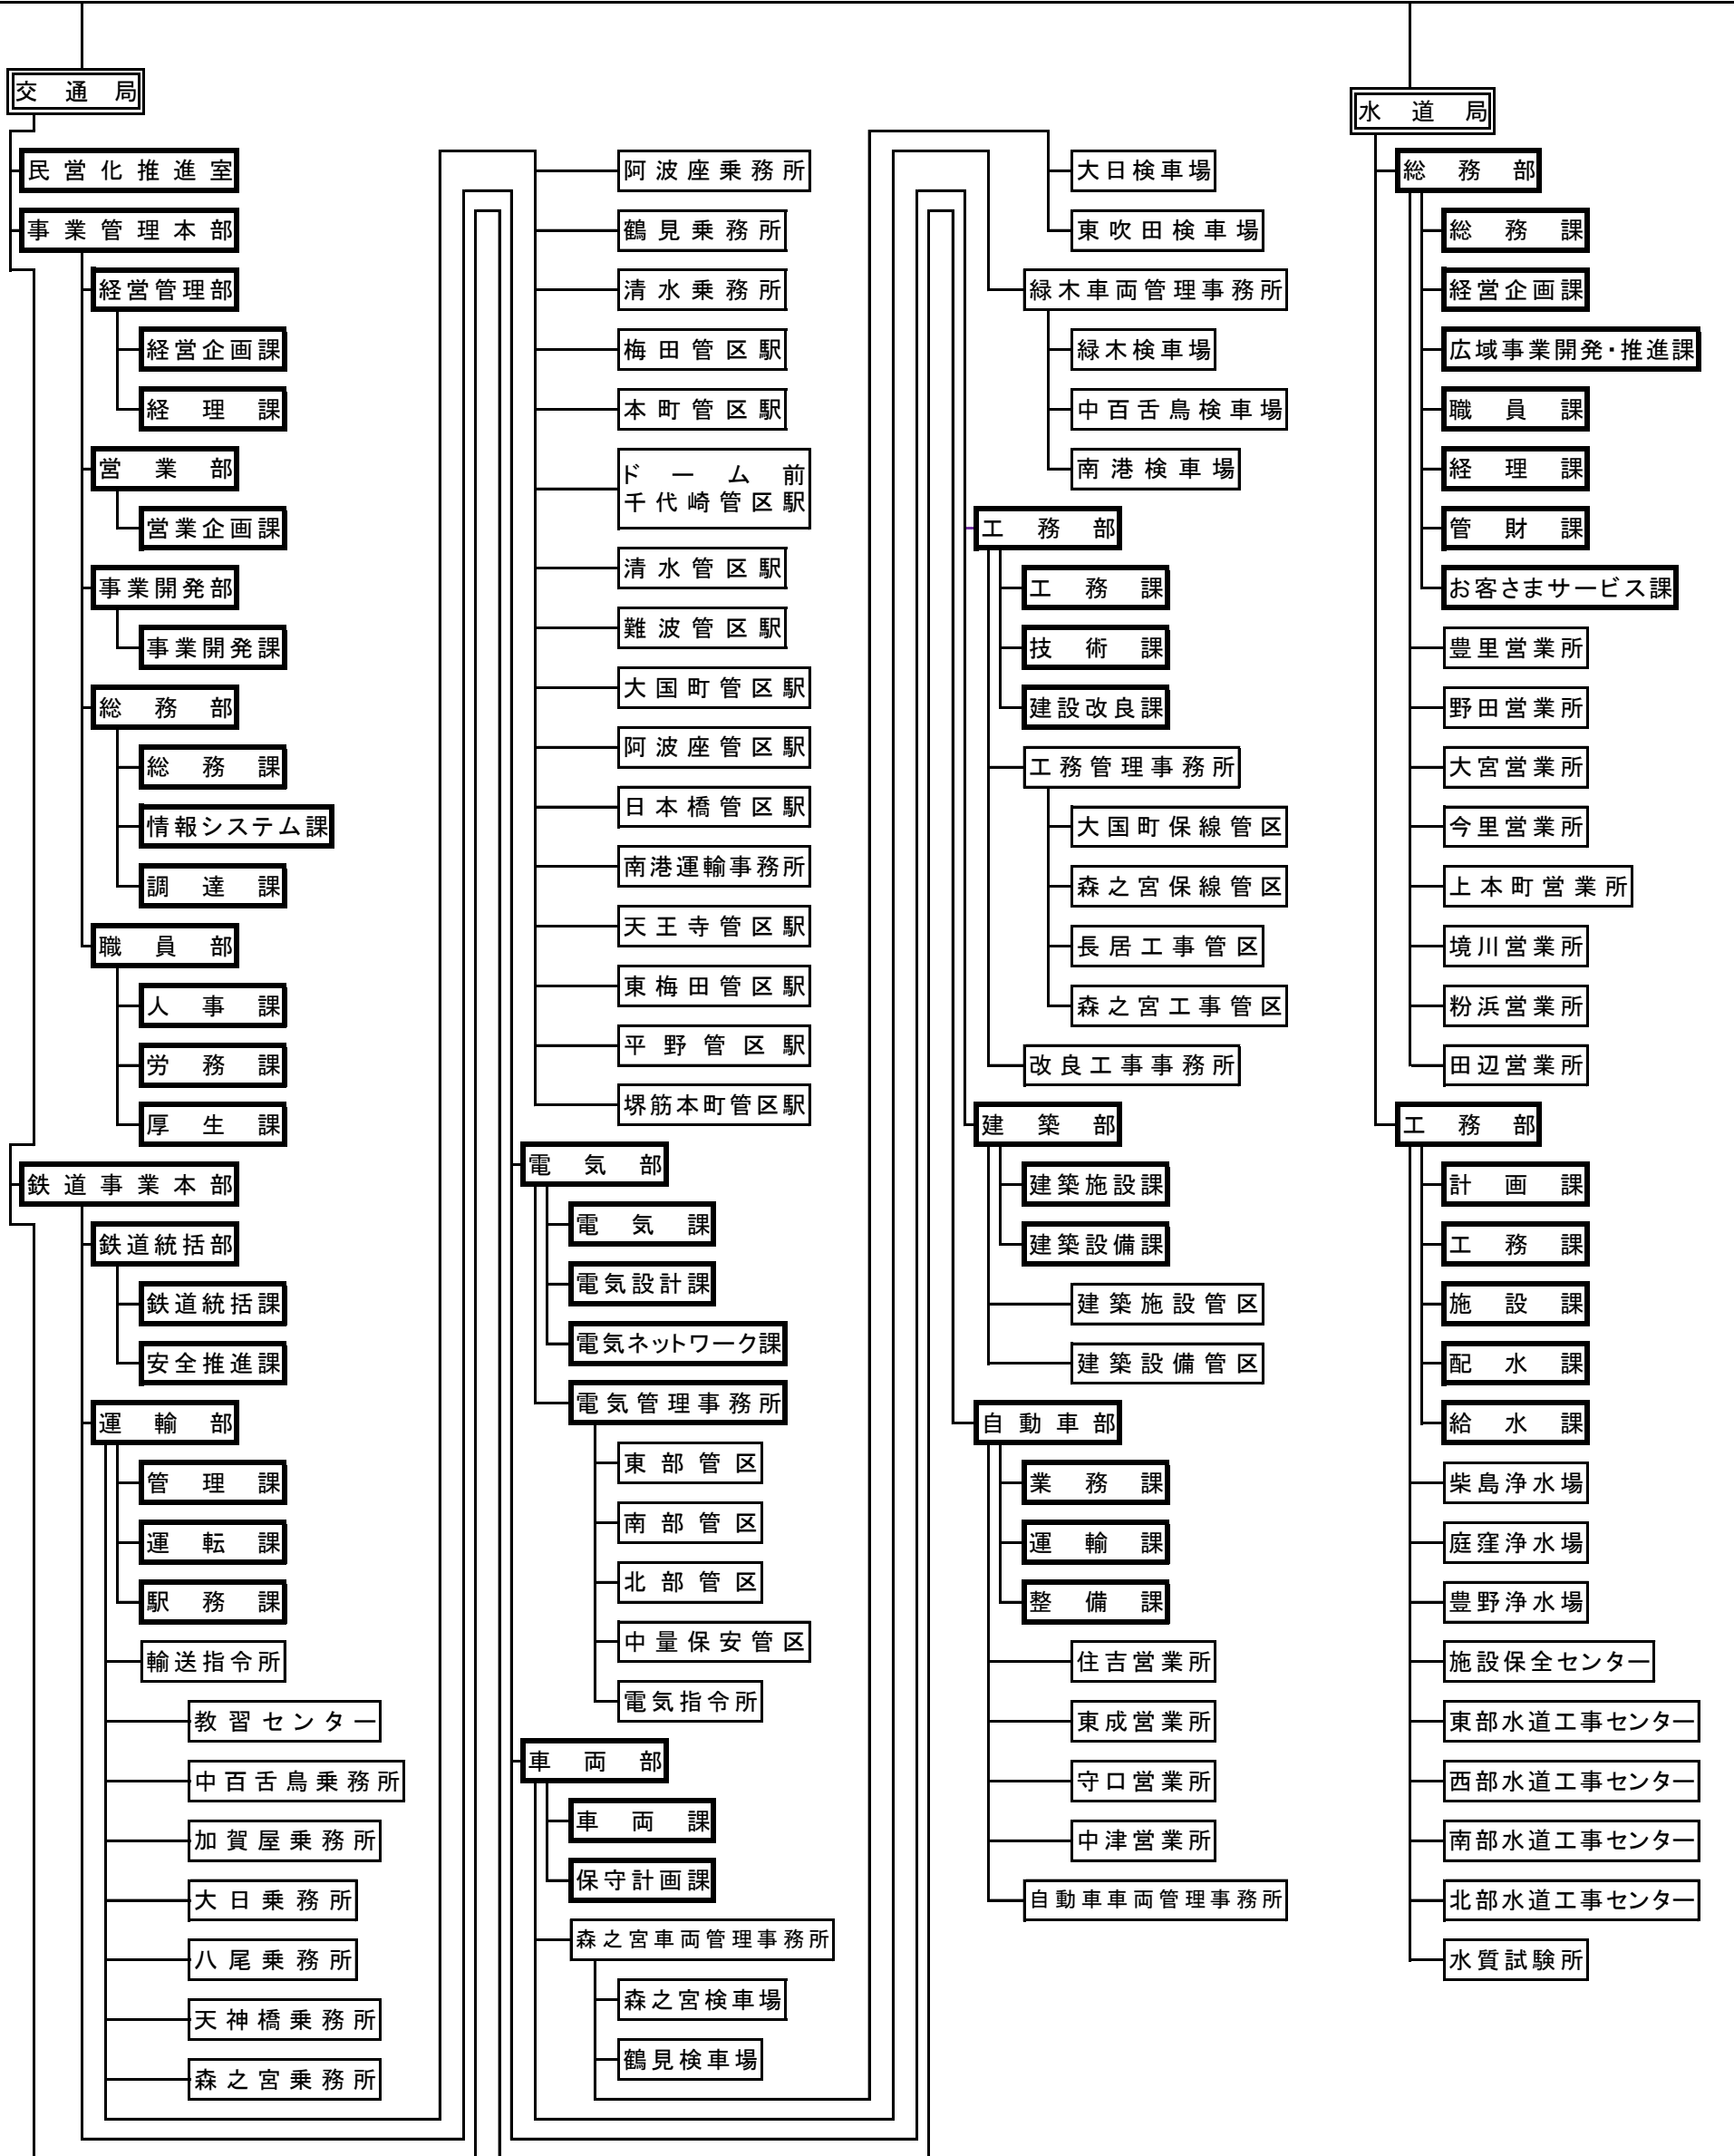 交通局
民営化推進室
事業管理本部
経営管理部
経営企画課
経理課
営業部
営業企画課
事業開発部
事業開発課
総務部
総務課
情報システム課
調達課
職員部
人事課
労務課
厚生課
鉄道事業本部
鉄道統括部
鉄道統括課
安全推進課
運輸部
管理課
運転課
駅務課
輸送指令所
教習センター
中百舌鳥乗務所
加賀屋乗務所
大日乗務所
八尾乗務所
天神橋乗務所
森之宮乗務所
阿波座乗務所
鶴見乗務所
清水乗務所
梅田管区駅
本町管区駅
ドーム前
千代崎管区駅
清水管区駅
難波管区駅
大国町管区駅
阿波座管区駅
日本橋管区駅
南港運輸事務所
天王寺管区駅
東梅田管区駅
平野管区駅
堺筋本町管区駅
電気部
電気課
電気設計課
電気ネットワーク課
電気管理事務所
東部管区
南部管区
北部管区
中量保安管区
電気指令所
車両部
車両課
保守計画課
森之宮車両管理事務所
森之宮検車場
鶴見検車場
大日検車場
東吹田検車場
緑木車両管理事務所
緑木検車場
中百舌鳥検車場
南港検車場
工務部
工務課
技術課
建設改良課
工務管理事務所
大国町保線管区
森之宮保線管区
長居工事管区
森之宮工事管区
改良工事事務所
建築部
建築施設課
建築設備課
建築施設管区
建築設備管区
自動車部
業務課
運輸課
整備課
住吉営業所
東成営業所
守口営業所
中津営業所
自動車車両管理事務所
水道局
総務部
総務課
経営企画課
広域事業開発・推進課
職員課
経理課
管財課
お客さまサービス課
豊里営業所
野田営業所
大宮営業所
今里営業所
上本町営業所
境川営業所
粉浜営業所
田辺営業所
工務部
計画課
工務課
施設課
配水課
給水課
柴島浄水場
庭窪浄水場
豊野浄水場
施設保全センター
東部水道工事センター
西部水道工事センター
南部水道工事センター
北部水道工事センター
水質試験所